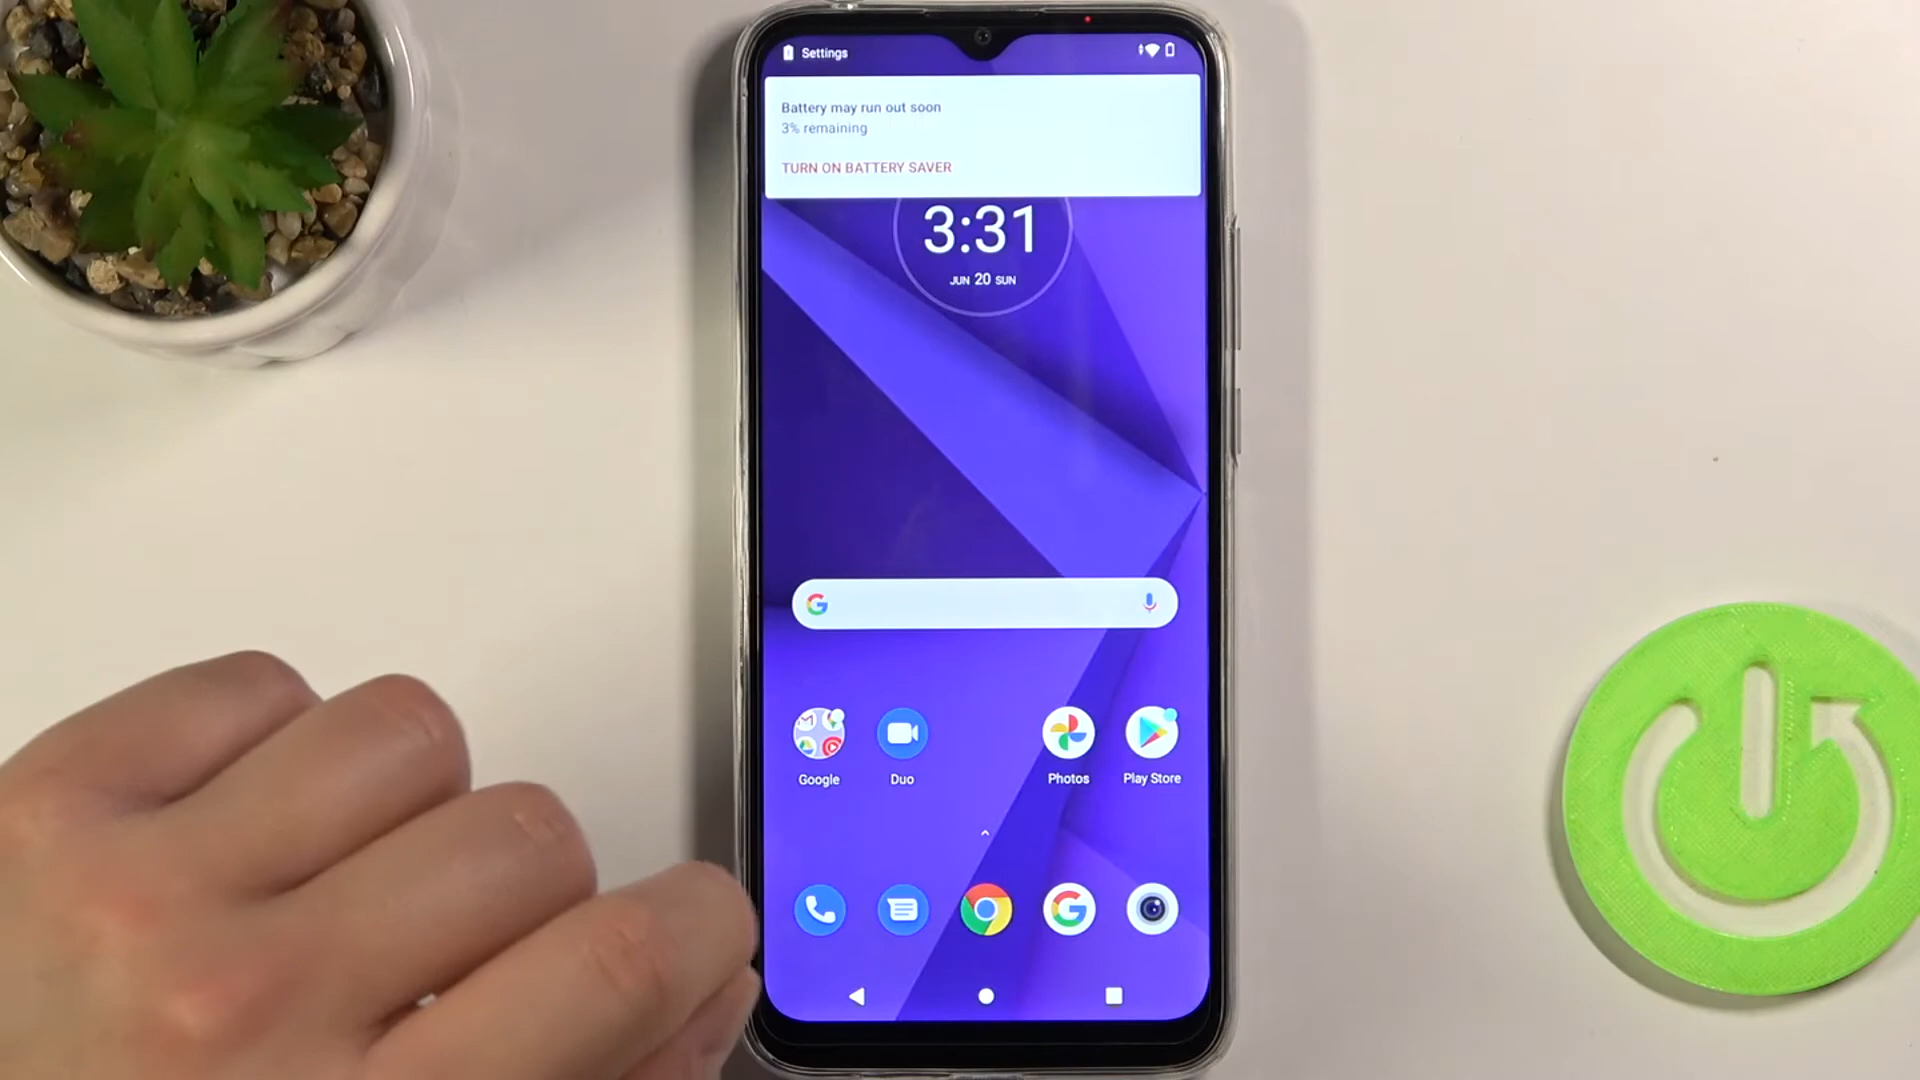 Settings
Battery may run out soon
3% remaining
TURN ON BATTERY SAVER
3:31
JUN 20 SUN
Google
Duo
Photos
Play Store